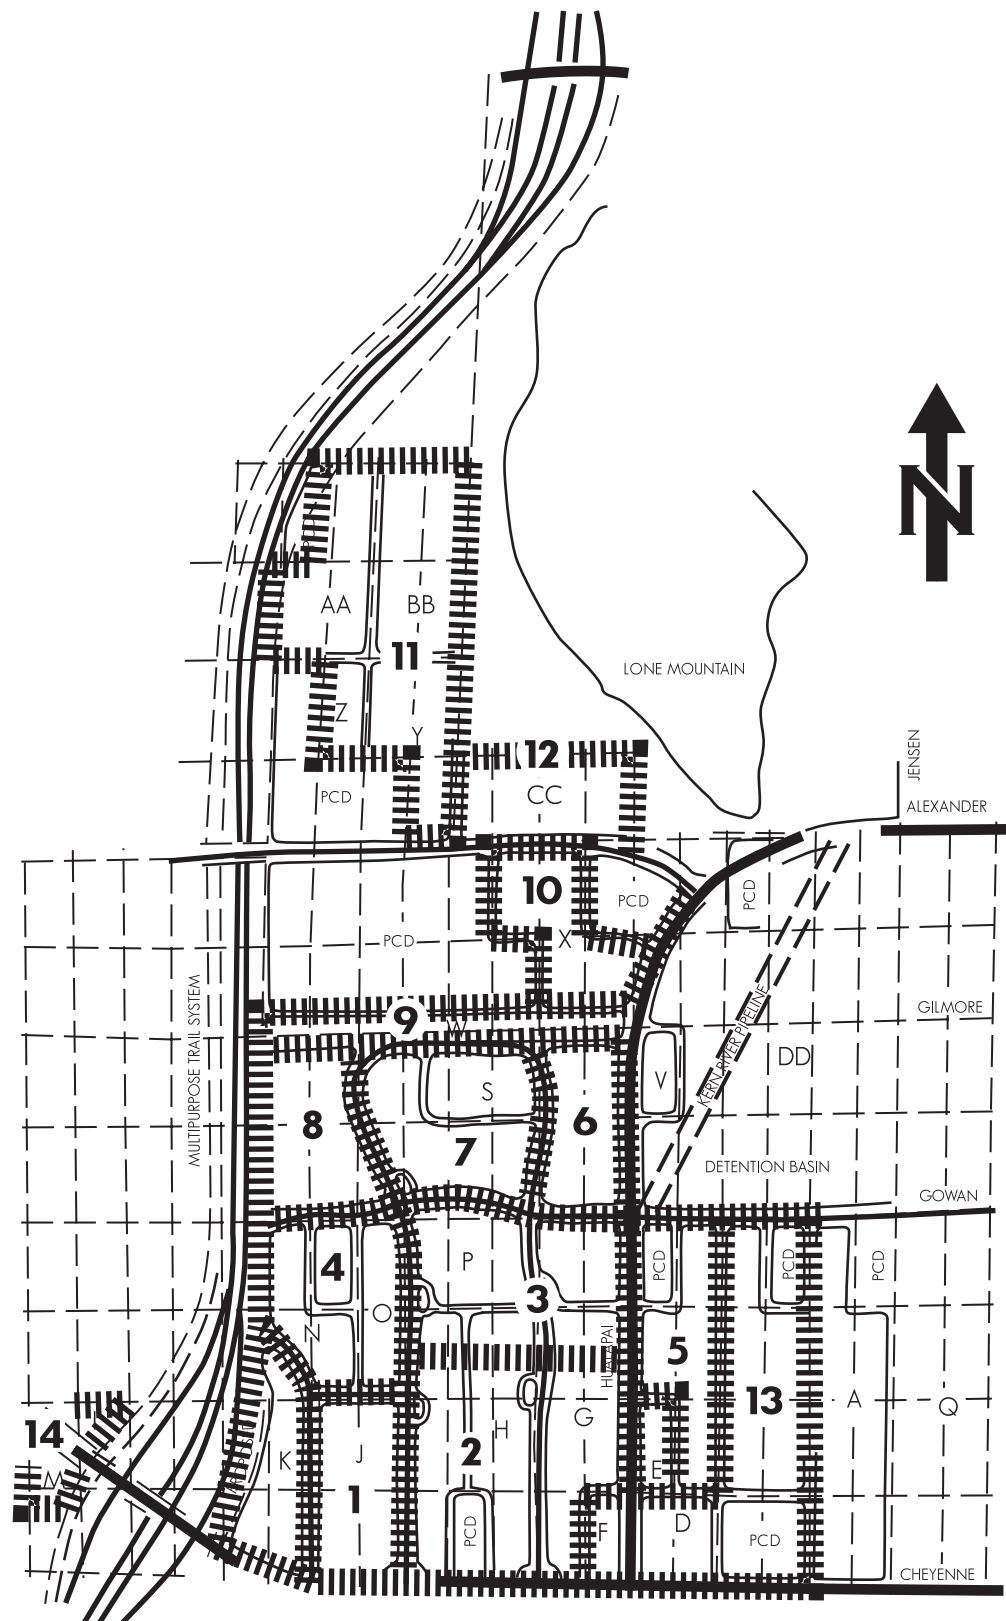 N
AA
BB
11
LONE MOUNTAIN
Z
Y
JENSEN
12
PCD
CC
ALEXANDER
10
PCD
PCD
PCD
X
MULTIPURPOSE TRAIL SYSTEM
KERN RIVER PIPELINE
GILMORE
9
W
DD
V
S
8
6
7
DETENTION BASIN
GOWAN
P
4
PCD
PCD
PCD
3
O
N
HUALAPAI
5
13
A
Q
G
14
H
2
K
J
E
M
1
PCD
F
D
PCD
CHEYENNE